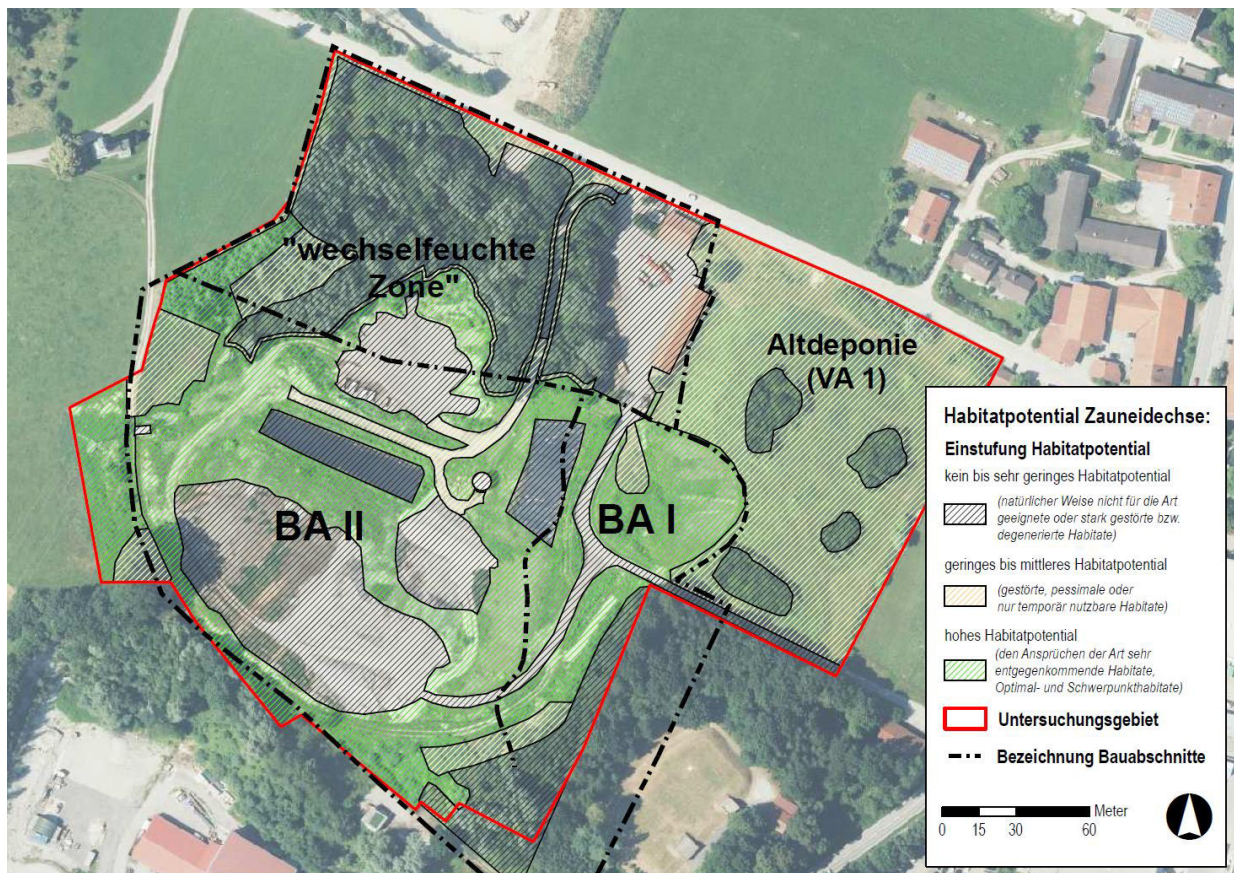 "wechselfeuchte
Zone"
Altdeponie
(VA 1)
BA II
BA I
Habitatpotential Zauneidechse:
Einstufung Habitatpotential
kein bis sehr geringes Habitatpotential
(natürlicher Weise nicht für die Art
geeignete oder stark gestörte bzw.
degenerierte Habitate)
geringes bis mittleres Habitatpotential
(gestörte, pessimale oder
nur temporär nutzbare Habitate)
hohes Habitatpotential
(den Ansprüchen der Art sehr
entgegenkommende Habitate,
Optimal- und Schwerpunkthabitate)
Untersuchungsgebiet
Bezeichnung Bauabschnitte
Meter
0 15 30 60